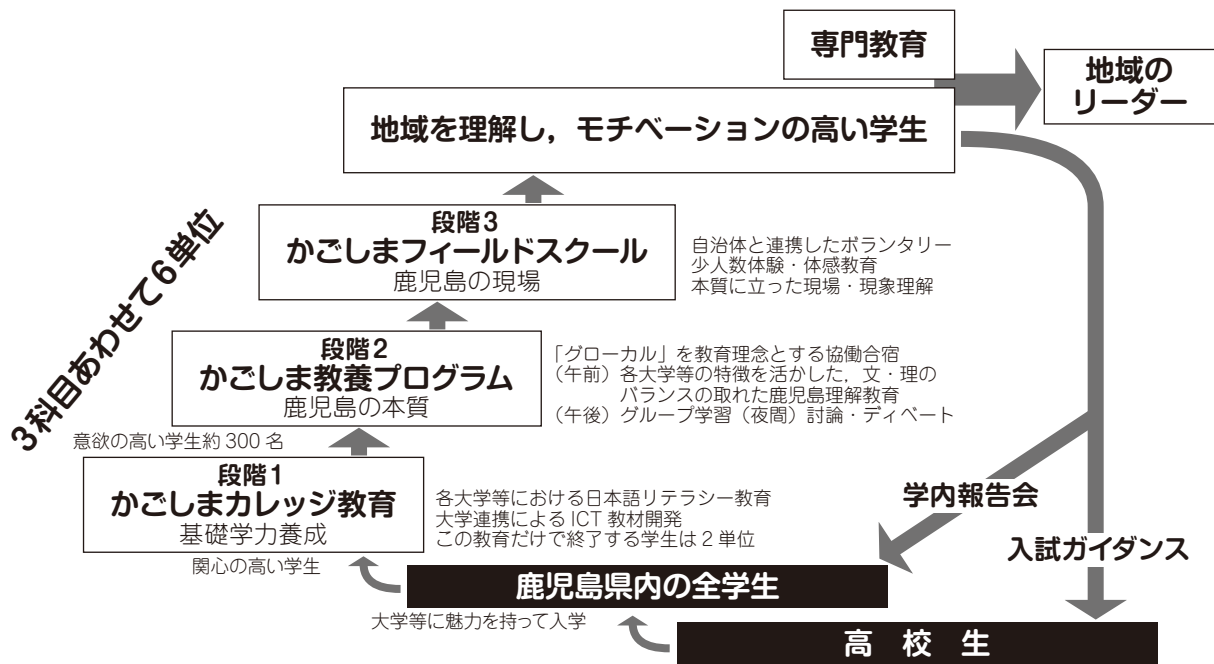 専門教育
地域の
リーダー
地域を理解し，モチベーションの高い学生
3科目あわせて6単位
段階3
かごしまフィールドスクール
鹿児島の現場
自治体と連携したボランタリー
少人数体験・体感教育
本質に立った現場・現象理解
段階2
かごしま教養プログラム
鹿児島の本質
「グローカル」を教育理念とする協働合宿
（午前）各大学等の特徴を活かした，文・理の
バランスの取れた鹿児島理解教育
（午後）グループ学習（夜間）討論・ディベート
意欲の高い学生約 300 名
段階1
かごしまカレッジ教育
基礎学力養成
各大学等における日本語リテラシー教育
大学連携による ICT 教材開発
この教育だけで終了する学生は 2 単位
学内報告会
入試ガイダンス
関心の高い学生
鹿児島県内の全学生
大学等に魅力を持って入学
高 校 生